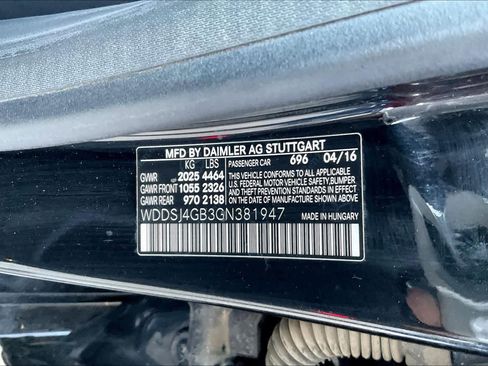 MFD BY DAIMLER AG STUTTGART
KG LBS PASSENGER CAR 696 04/16
GVWR 2025 4464
GAWR FRONT 1055 2326
GAWR REAR 970 2138
THIS VEHICLE CONFORMS TO ALL APPLICABLE
U.S. FEDERAL MOTOR VEHICLE SAFETY, BUMPER
AND THEFT PREVENTION STANDARDS IN
EFFECT ON THE DATE OF MANUFACTURE
SHOWN ABOVE.
WDDSJ4GB3GN381947 MADE IN HUNGARY